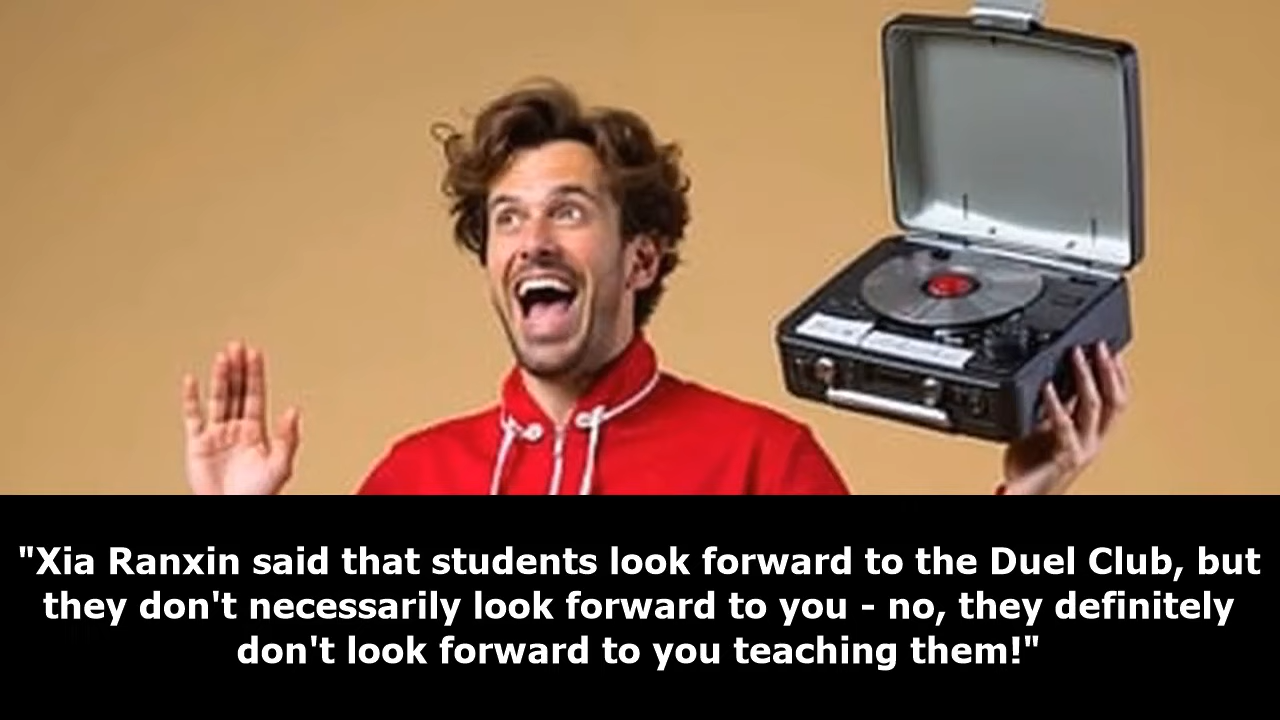 "Xia Ranxin said that students look forward to the Duel Club, but
they don't necessarily look forward to you - no, they definitely
don't look forward to you teaching them!"